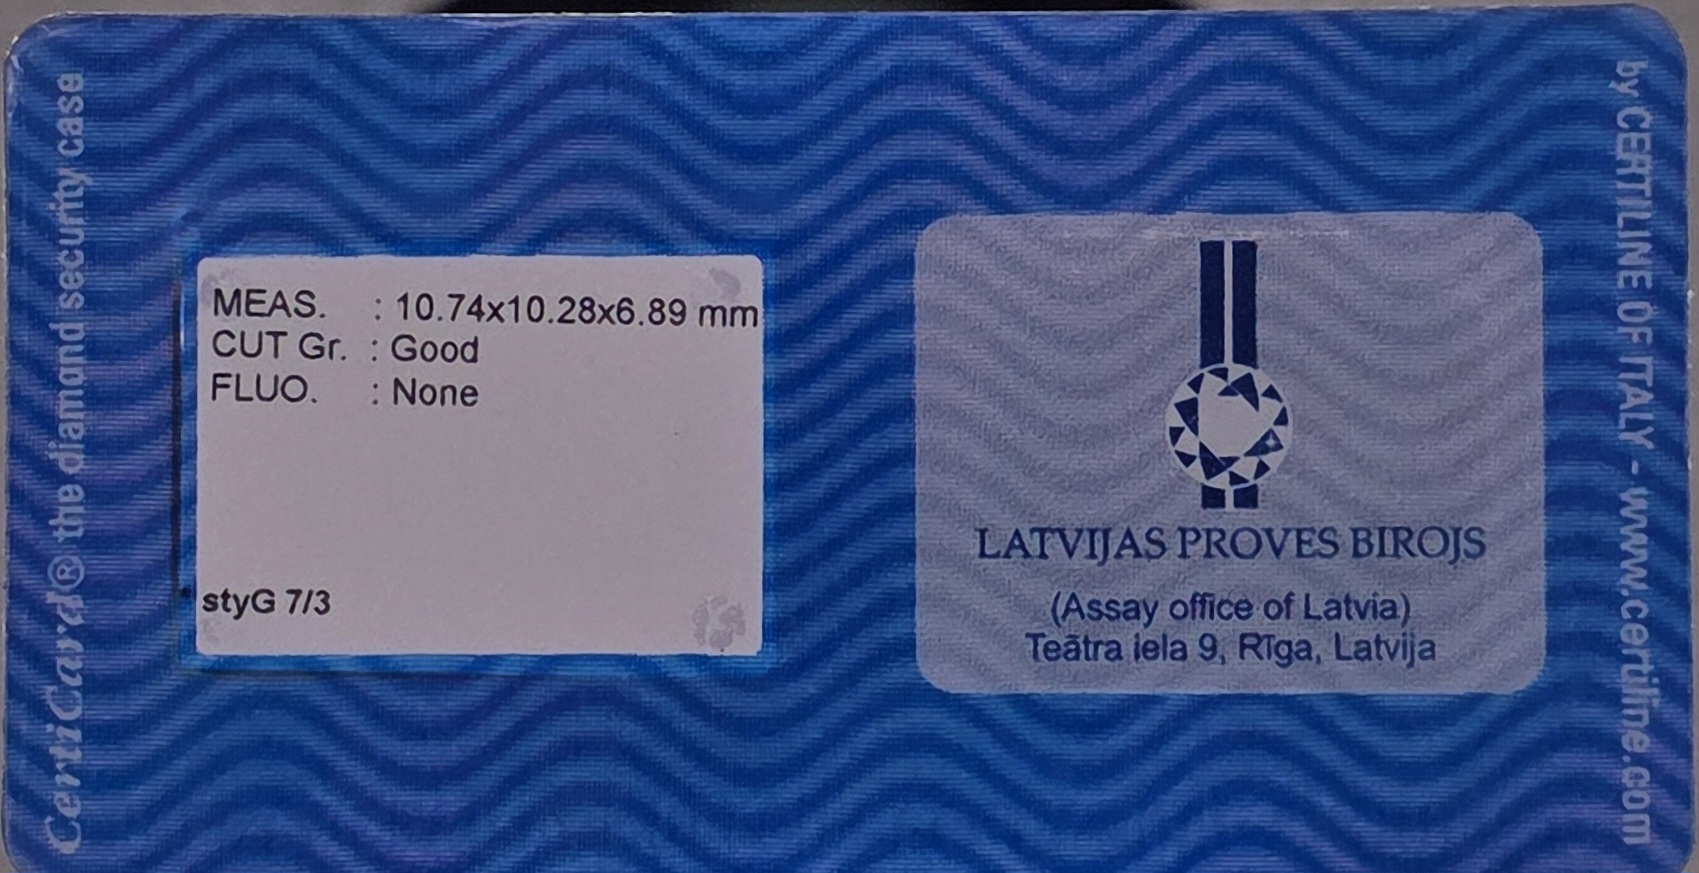 CertiCard® the diamond security case
MEAS. : 10.74x10.28x6.89 mm
CUT Gr. : Good
FLUO. : None
styG 7/3
LATVIJAS PROVES BIROJS
(Assay office of Latvia)
Teātra iela 9, Rīga, Latvija
by CERTILINE OF ITALY - www.certiline.com